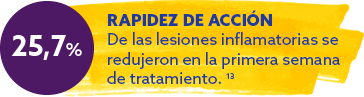 25,7%
RAPIDEZ DE ACCIÓN
De las lesiones inflamatorias se
redujeron en la primera semana
de tratamiento. 13